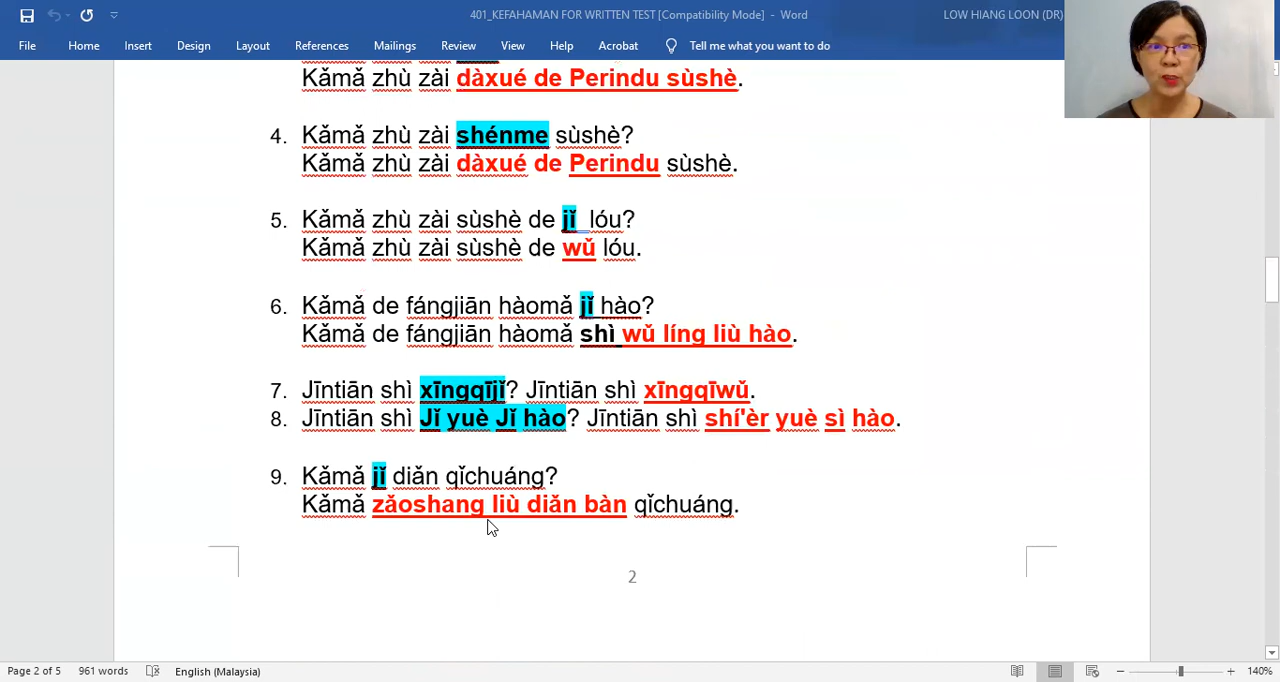 401_KEFAHAMAN FOR WRITTEN TEST [Compatibility Mode] - Word
LOW HIANG LOON (DR)
File Home Insert Design Layout References Mailings Review View Help Acrobat Tell me what you want to do
Kǎmǎ zhù zài dàxué de Perindu sùshè.
4. Kǎmǎ zhù zài shénme sùshè?
Kǎmǎ zhù zài dàxué de Perindu sùshè.
5. Kǎmǎ zhù zài sùshè de jǐ lóu?
Kǎmǎ zhù zài sùshè de wǔ lóu.
6. Kǎmǎ de fángjiān hàomǎ jǐ hào?
Kǎmǎ de fángjiān hàomǎ shì wǔ líng liù hào.
7. Jīntiān shì xīngqījǐ? Jīntiān shì xīngqīwǔ.
8. Jīntiān shì Jǐ yuè Jǐ hào? Jīntiān shì shí'èr yuè sì hào.
9. Kǎmǎ jǐ diǎn qǐchuáng?
Kǎmǎ zǎoshang liù diǎn bàn qǐchuáng.
2
Page 2 of 5 961 words English (Malaysia) 140%